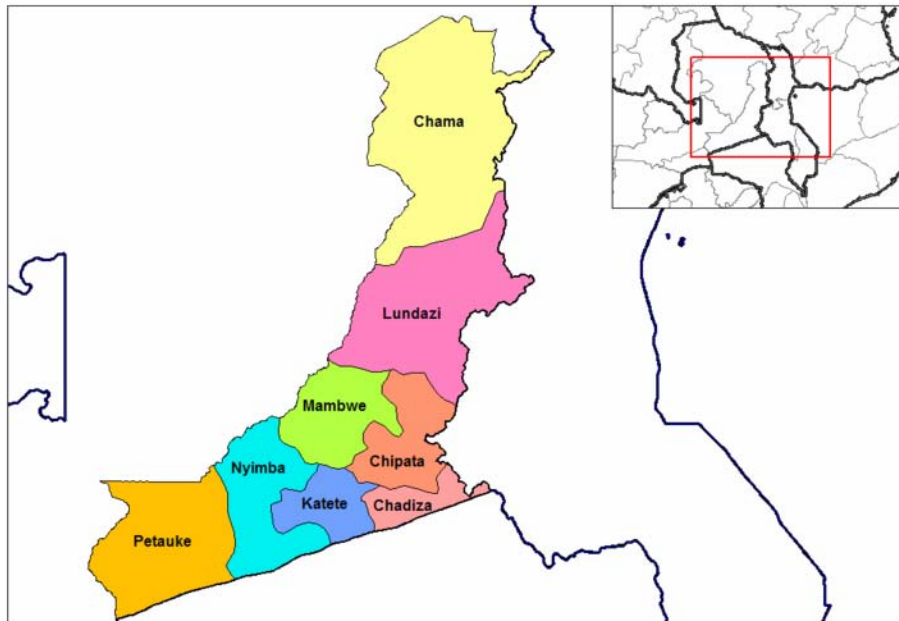 Chama
Lundazi
Mambwe
Chipata
Nyimba
Katete
Chadiza
Petauke